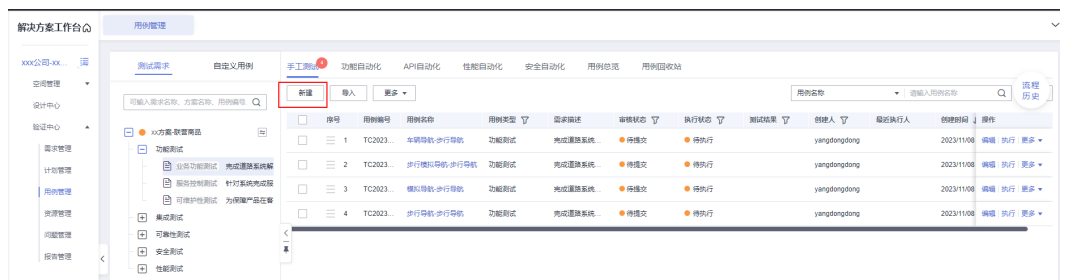 解决方案工作台
用例管理
xxx公司-xx...
空间管理
设计中心
验证中心
需求管理
计划管理
用例管理
资源管理
问题管理
报告管理
测试需求
自定义用例
可输入需求名称、方案名称、用例编号
xx方案-联营商品
功能测试
业务功能测试 完成道路系统解
服务控制测试 针对系统完成服
可维护性测试 为保障产品在客
集成测试
可靠性测试
安全测试
性能测试
手工测试 功能自动化 API自动化 性能自动化 安全自动化 用例总览 用例回收站
新建 导入 更多
用例名称 请输入用例名称
流程
历史
序号 用例编号 用例名称 用例类型 需求描述 审核状态 执行状态 测试结果 创建人 最近执行人 创建时间 操作
1 TC2023... 车辆导航-步行导航 功能测试 完成道路系统... 待提交 待执行 yangdongdong 2023/11/08 编辑 执行 更多
2 TC2023... 步行模拟导航-步行导航 功能测试 完成道路系统... 待提交 待执行 yangdongdong 2023/11/08 编辑 执行 更多
3 TC2023... 模拟导航-步行导航 功能测试 完成道路系统... 待提交 待执行 yangdongdong 2023/11/08 编辑 执行 更多
4 TC2023... 步行导航-步行导航 功能测试 完成道路系统... 待提交 待执行 yangdongdong 2023/11/08 编辑 执行 更多